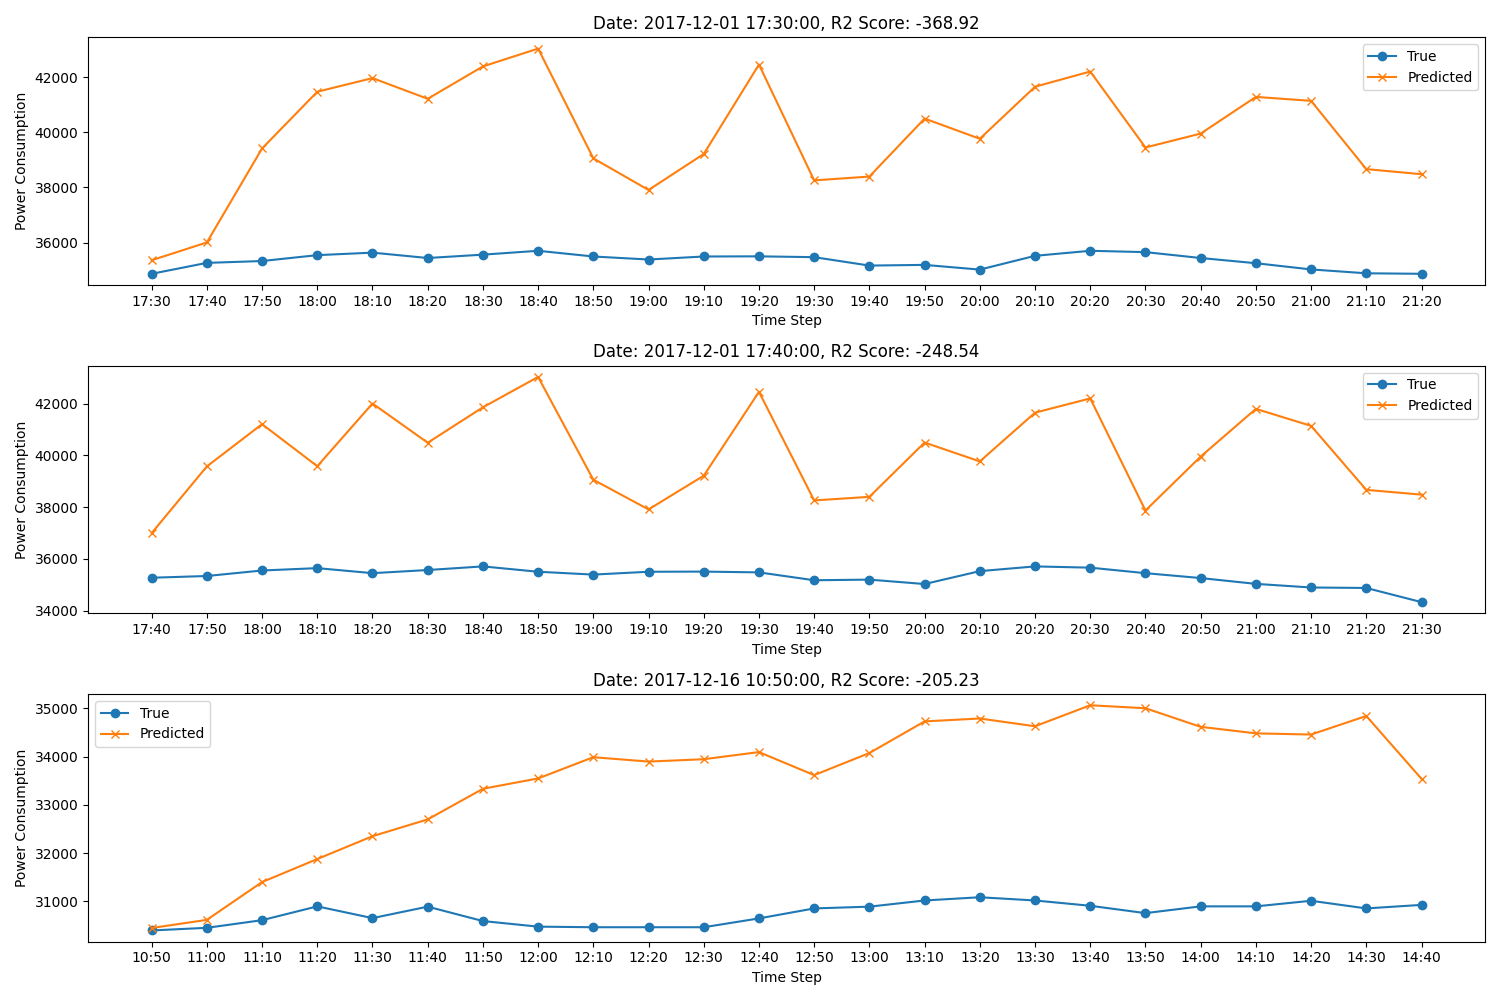 Date: 2017-12-01 17:30:00, R2 Score: -368.92
Power Consumption
42000
40000
38000
36000
True
Predicted
17:30 17:40 17:50 18:00 18:10 18:20 18:30 18:40 18:50 19:00 19:10 19:20 19:30 19:40 19:50 20:00 20:10 20:20 20:30 20:40 20:50 21:00 21:10 21:20
Time Step
Date: 2017-12-01 17:40:00, R2 Score: -248.54
Power Consumption
42000
40000
38000
36000
34000
True
Predicted
17:40 17:50 18:00 18:10 18:20 18:30 18:40 18:50 19:00 19:10 19:20 19:30 19:40 19:50 20:00 20:10 20:20 20:30 20:40 20:50 21:00 21:10 21:20 21:30
Time Step
Date: 2017-12-16 10:50:00, R2 Score: -205.23
Power Consumption
35000
34000
33000
32000
31000
True
Predicted
10:50 11:00 11:10 11:20 11:30 11:40 11:50 12:00 12:10 12:20 12:30 12:40 12:50 13:00 13:10 13:20 13:30 13:40 13:50 14:00 14:10 14:20 14:30 14:40
Time Step